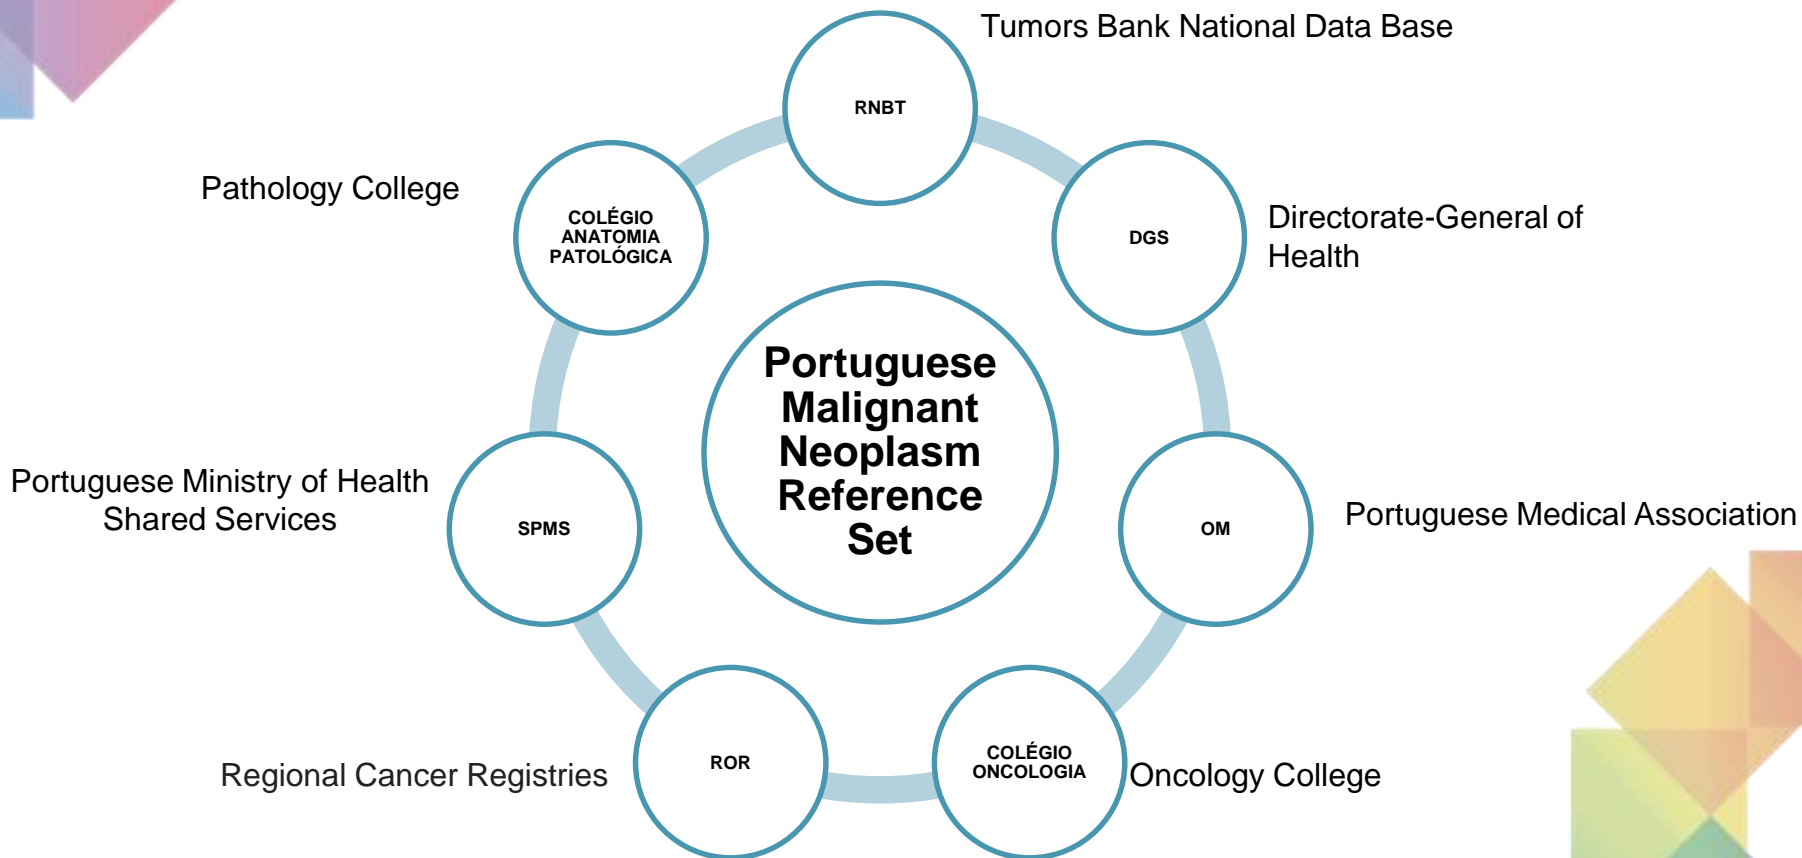 Tumors Bank National Data Base
RNBT
Pathology College
COLÉGIO
ANATOMIA
PATOLÓGICA
DGS
Directorate-General of
Health
Portuguese
Malignant
Neoplasm
Reference
Set
Portuguese Ministry of Health
Shared Services
SPMS
OM
Portuguese Medical Association
Regional Cancer Registries
ROR
COLÉGIO
ONCOLOGIA
Oncology College